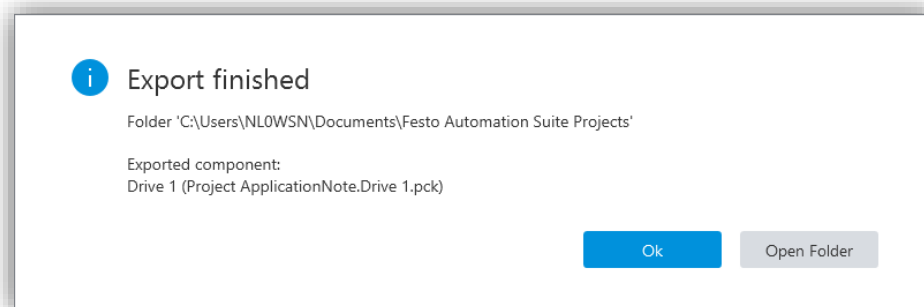 Export finished
Folder 'C:\Users\NL0WSN\Documents\Festo Automation Suite Projects'
Exported component:
Drive 1 (Project ApplicationNote.Drive 1.pck)
Ok
Open Folder